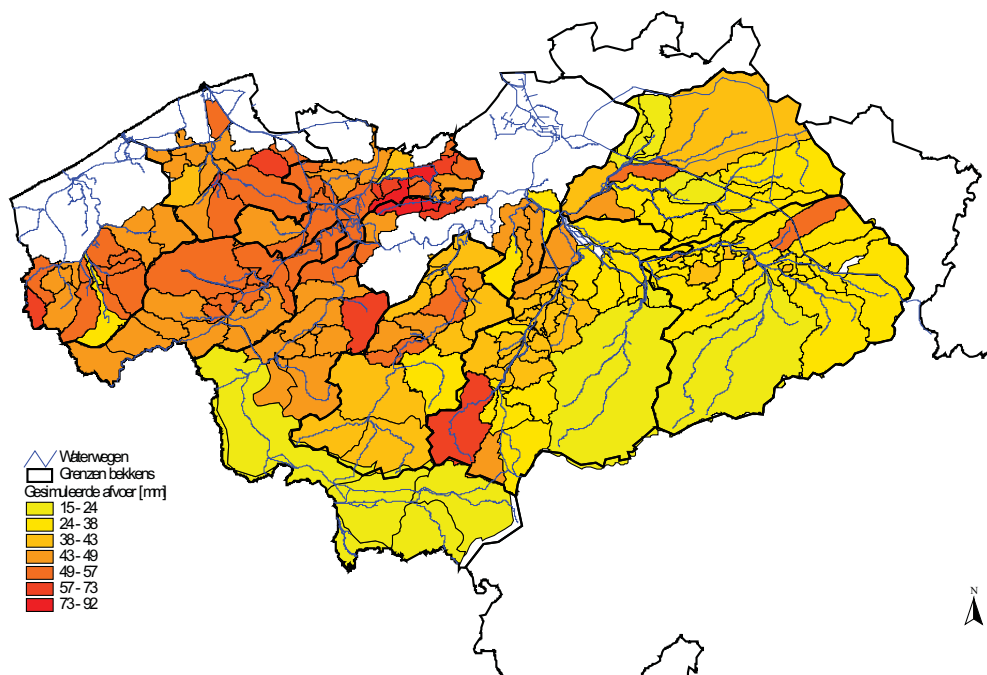 Waterwegen
Grenzen bekkens
Gesimuleerde afvoer [mm]
15 - 24
24 - 38
38 - 43
43 - 49
49 - 57
57 - 73
73 - 92
N